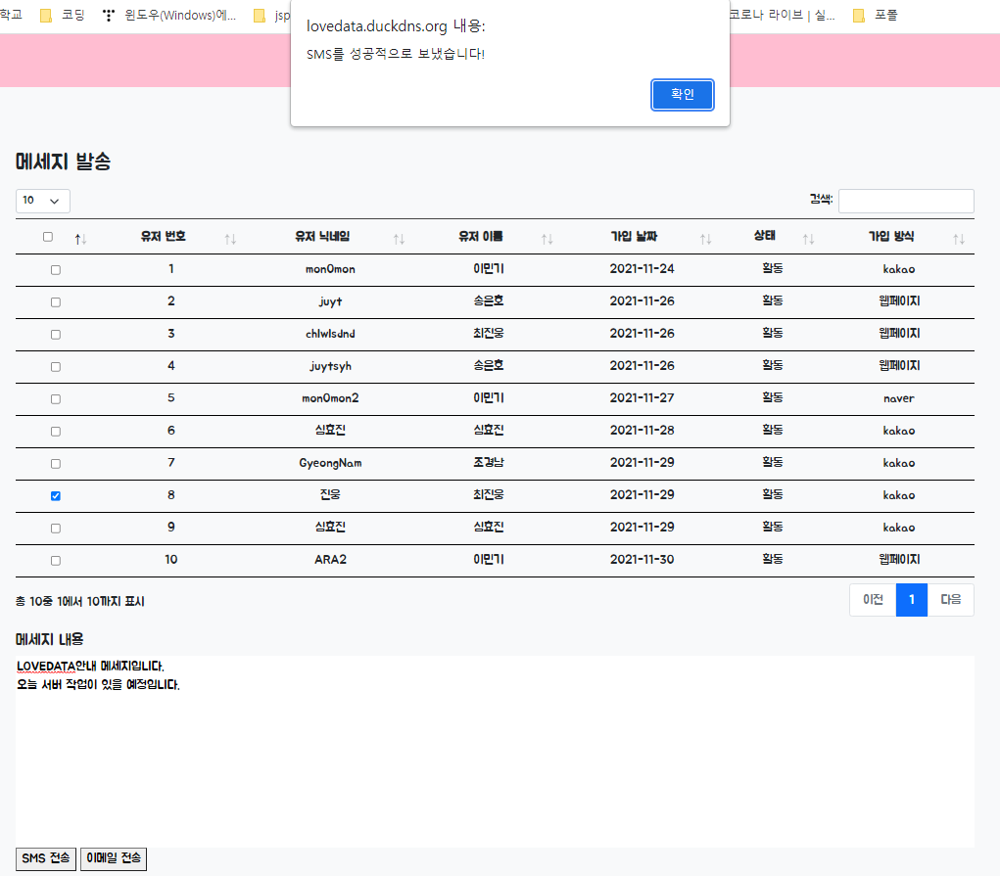 학교 코딩 윈도우(Windows)에... jsp 코로나 라이브 | 실... 포폴
lovedata.duckdns.org 내용:
SMS를 성공적으로 보냈습니다!
확인
메세지 발송
10 검색:
유저 번호 유저 닉네임 유저 이름 가입 날짜 상태 가입 방식
1 mon0mon 이민기 2021-11-24 활동 kakao
2 juyt 송은호 2021-11-26 활동 웹페이지
3 chlwlsdnd 최진웅 2021-11-26 활동 웹페이지
4 juytsyh 송은호 2021-11-26 활동 웹페이지
5 mon0mon2 이민기 2021-11-27 활동 naver
6 심효진 심효진 2021-11-28 활동 kakao
7 GyeongNam 조경남 2021-11-29 활동 kakao
8 진웅 최진웅 2021-11-29 활동 kakao
9 심효진 심효진 2021-11-29 활동 kakao
10 ARA2 이민기 2021-11-30 활동 웹페이지
총 10중 1에서 10까지 표시 이전 1 다음
메세지 내용
LOVEDATA안내 메세지입니다.
오늘 서버 작업이 있을 예정입니다.
SMS 전송 이메일 전송